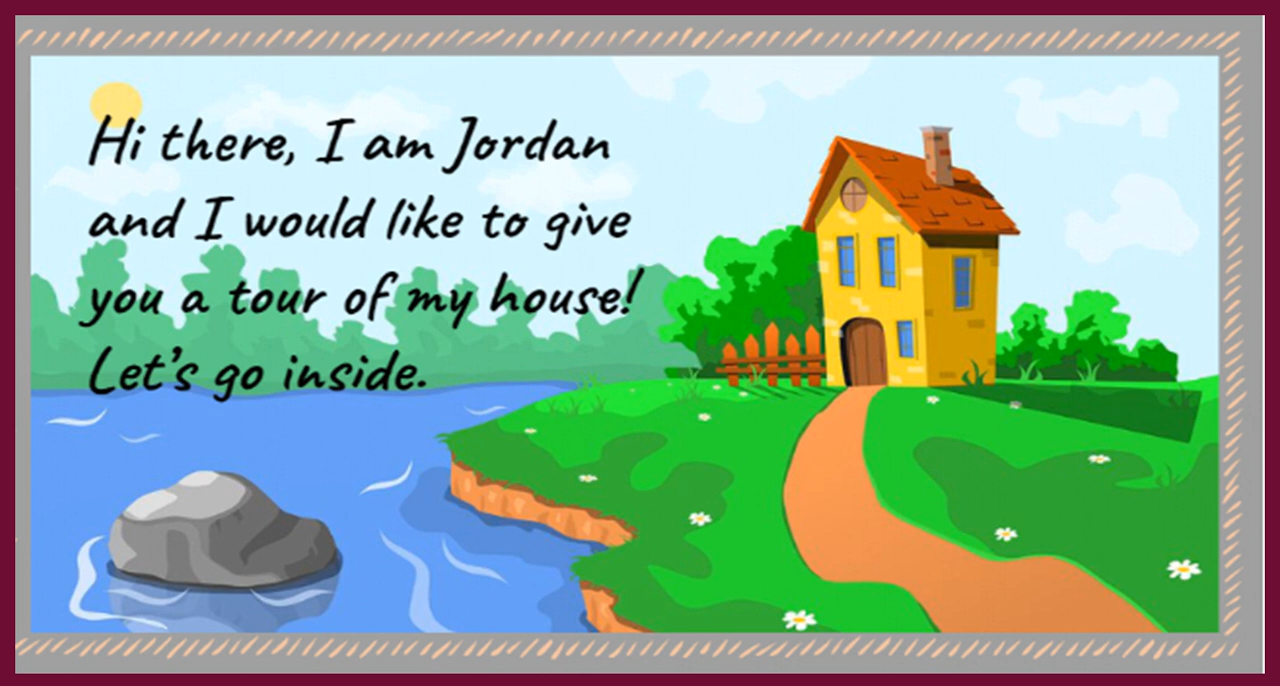 Hi there, I am Jordan
and I would like to give
you a tour of my house!
Let's go inside.